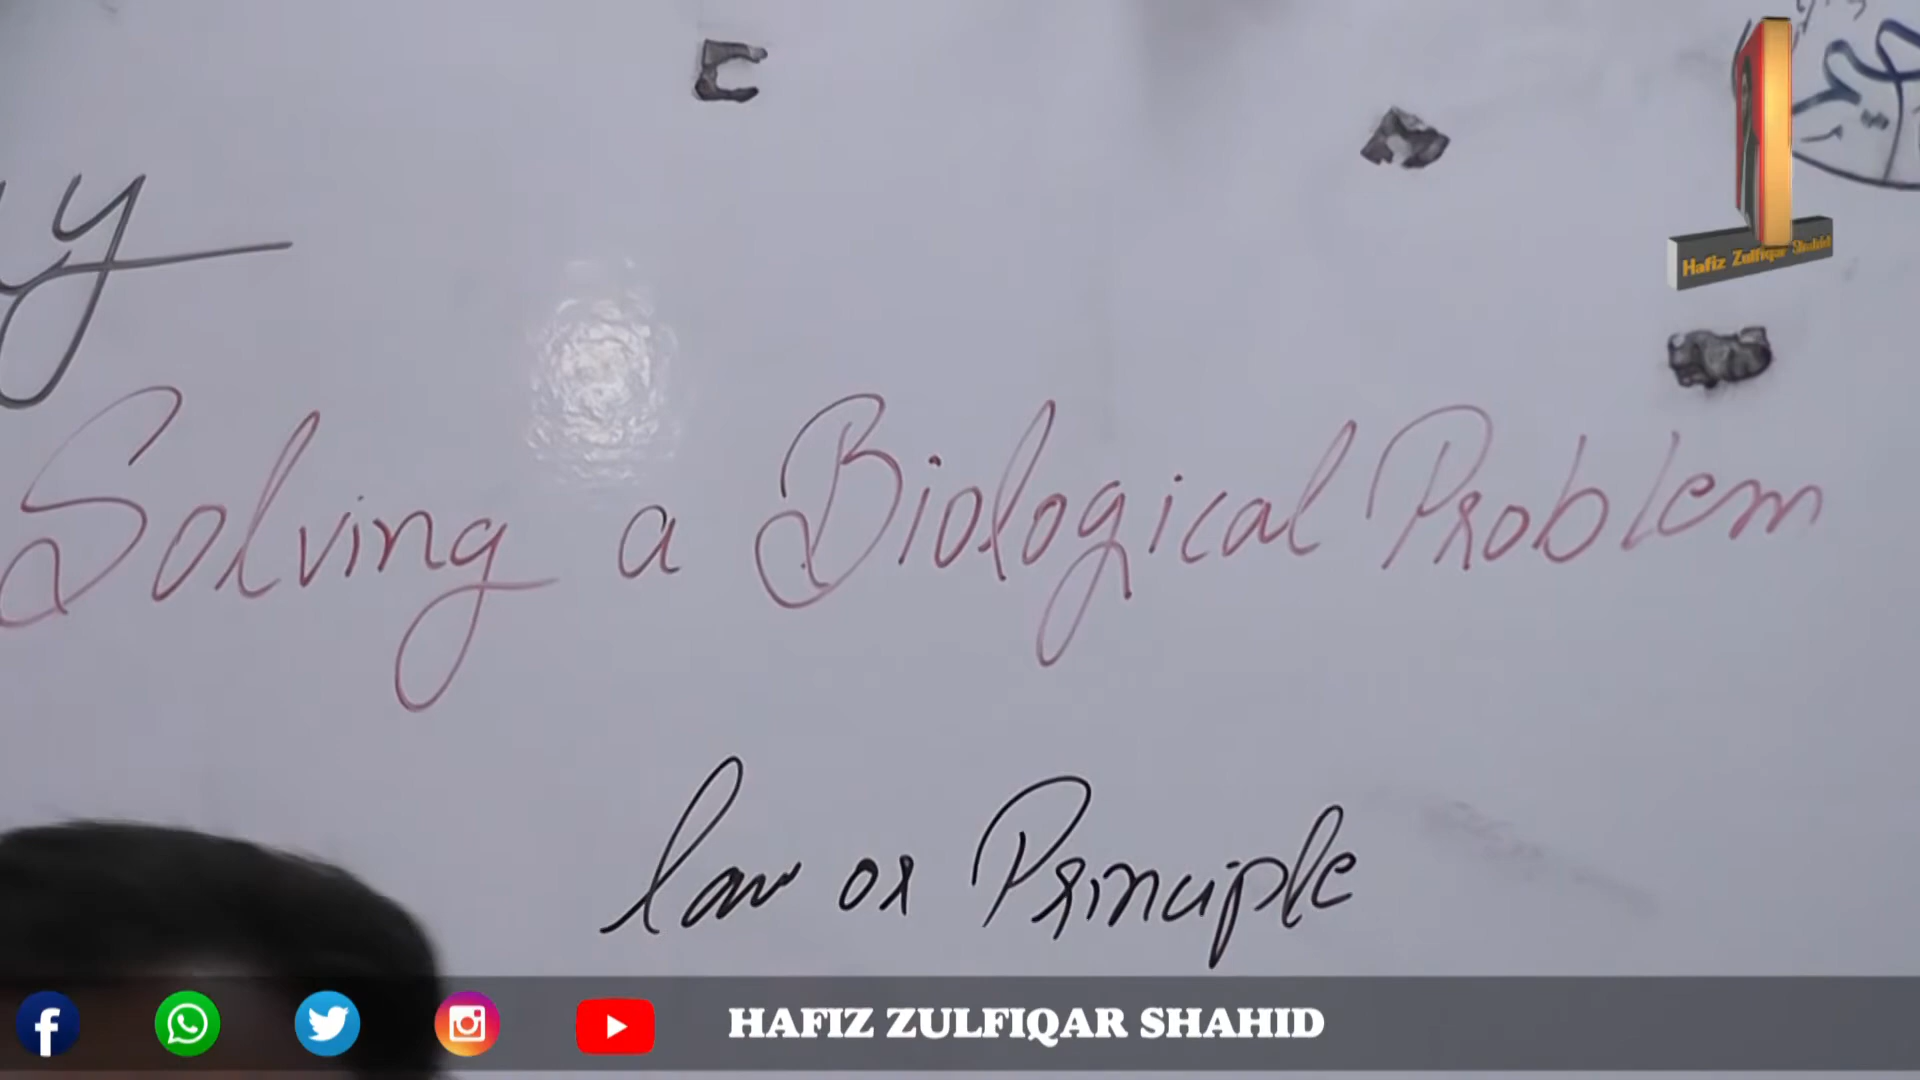 y
Hafiz Zulfiqar Shahid
Solving a Biological Problem
law or Principle
HAFIZ ZULFIQAR SHAHID